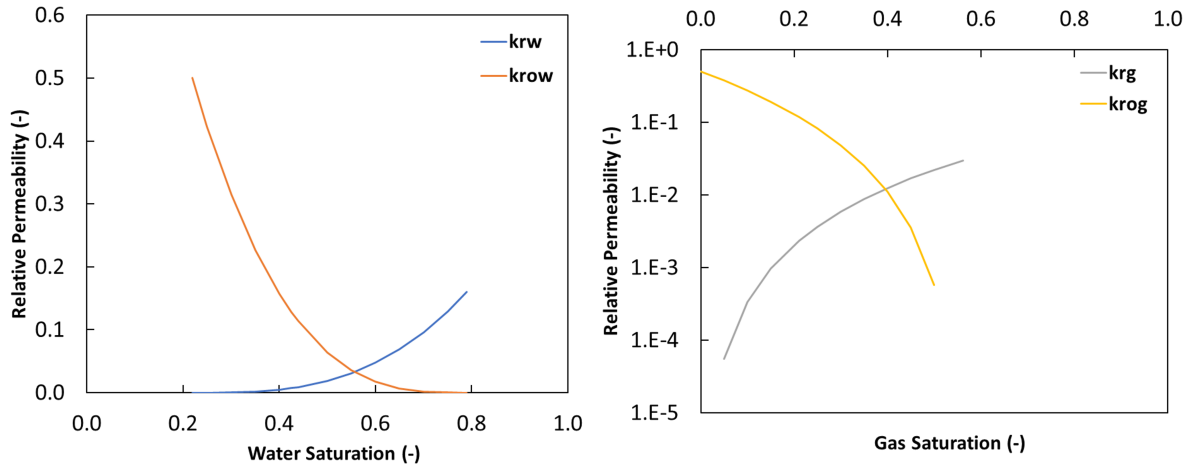 0.6
0.5
0.4
0.3
0.2
0.1
0.0
Relative Permeability (-)
krw
krow
0.0 0.2 0.4 0.6 0.8 1.0
Water Saturation (-)
0.0 0.2 0.4 0.6 0.8 1.0
1.E+0
1.E-1
1.E-2
1.E-3
1.E-4
1.E-5
Relative Permeability (-)
krg
krog
Gas Saturation (-)